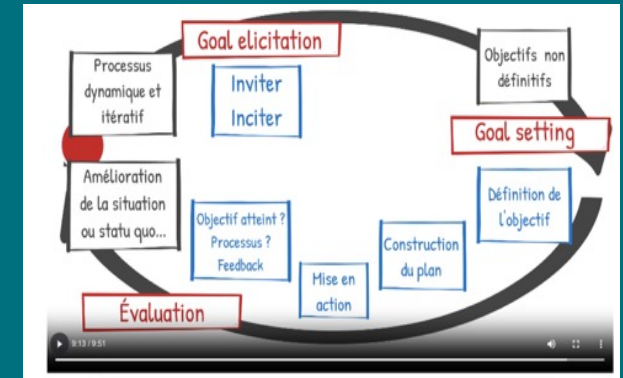 Goal elicitation
Processus
dynamique et
itératif
Inviter
Inciter
Objectifs non
définitifs
Goal setting
Définition de
l'objectif
Construction
du plan
Mise en
action
Objectif atteint ?
Processus ?
Feedback
Évaluation
Amélioration
de la situation
ou statu quo...
9:13 / 9:51